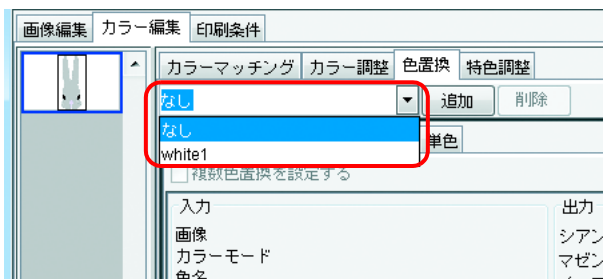 画像編集 カラー編集 印刷条件
カラーマッチング カラー調整 色置換 特色調整
なし 追加 削除
なし
white1
単色
複数色置換を設定する
入力 出力
画像 シアン
カラーモード マゼン
色名